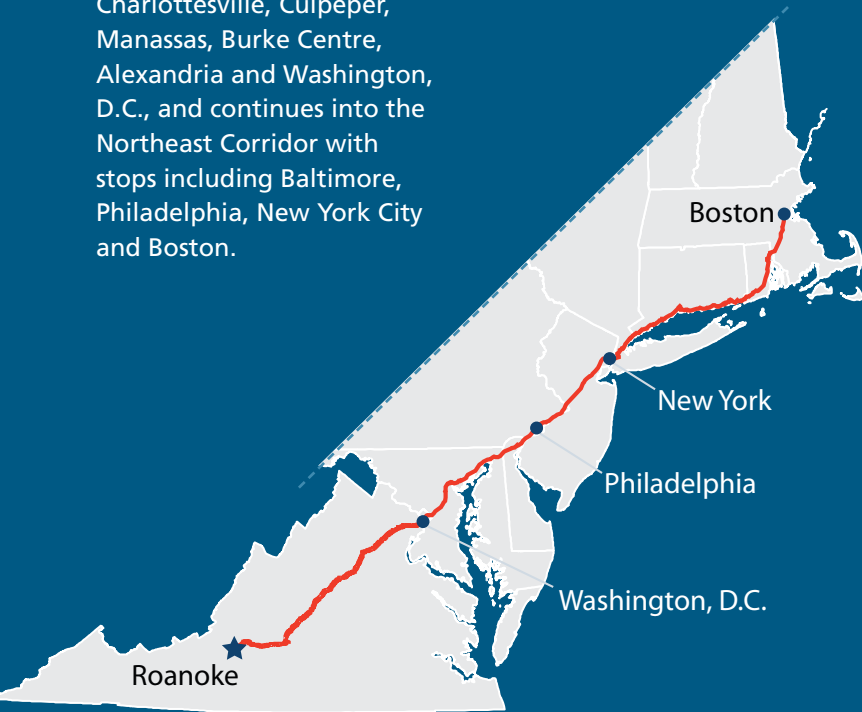 Charlottesville, Culpeper,
Manassas, Burke Centre,
Alexandria and Washington,
D.C., and continues into the
Northeast Corridor with
stops including Baltimore,
Philadelphia, New York City
and Boston.
Boston
New York
Philadelphia
Washington, D.C.
Roanoke